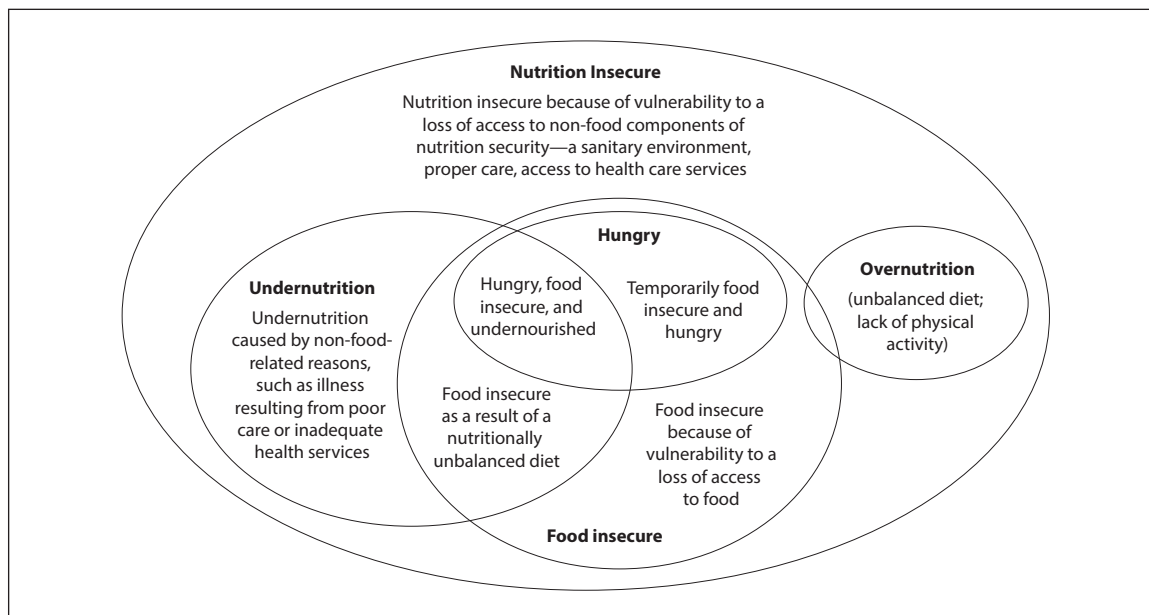 Nutrition Insecure
Nutrition insecure because of vulnerability to a
loss of access to non-food components of
nutrition security—a sanitary environment,
proper care, access to health care services
Undernutrition
Undernutrition
caused by non-food-
related reasons,
such as illness
resulting from poor
care or inadequate
health services
Hungry
Hungry, food
insecure, and
undernourished
Temporarily food
insecure and
hungry
Food insecure
as a result of a
nutritionally
unbalanced diet
Food insecure
because of
vulnerability to a
loss of access
to food
Food insecure
Overnutrition
(unbalanced diet;
lack of physical
activity)